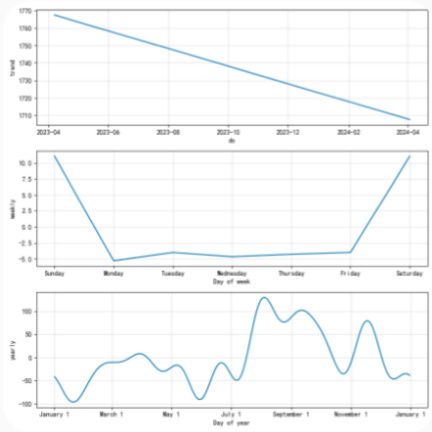 1770
1760
1750
1740
1730
1720
1710
trend
2023-04 2023-06 2023-08 2023-10 2023-12 2024-02 2024-04
ds
10.0
7.5
5.0
2.5
0.0
-2.5
-5.0
weekly
Sunday Monday Tuesday Wednesday Thursday Friday Saturday
Day of week
100
50
0
-50
-100
yearly
January 1 March 1 May 1 July 1 September 1 November 1 January 1
Day of year